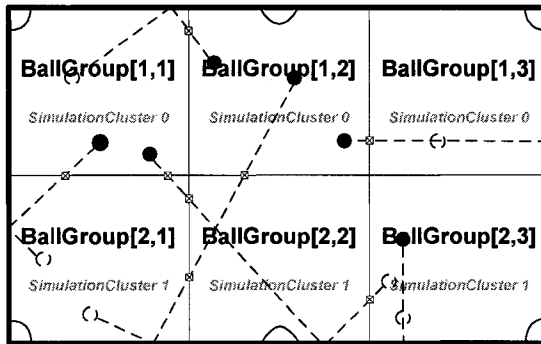 BallGroup[1,1] BallGroup[1,2] BallGroup[1,3]
SimulationCluster 0 SimulationCluster 0 SimulationCluster 0
BallGroup[2,1] BallGroup[2,2] BallGroup[2,3]
SimulationCluster 1 SimulationCluster 1 SimulationCluster 1